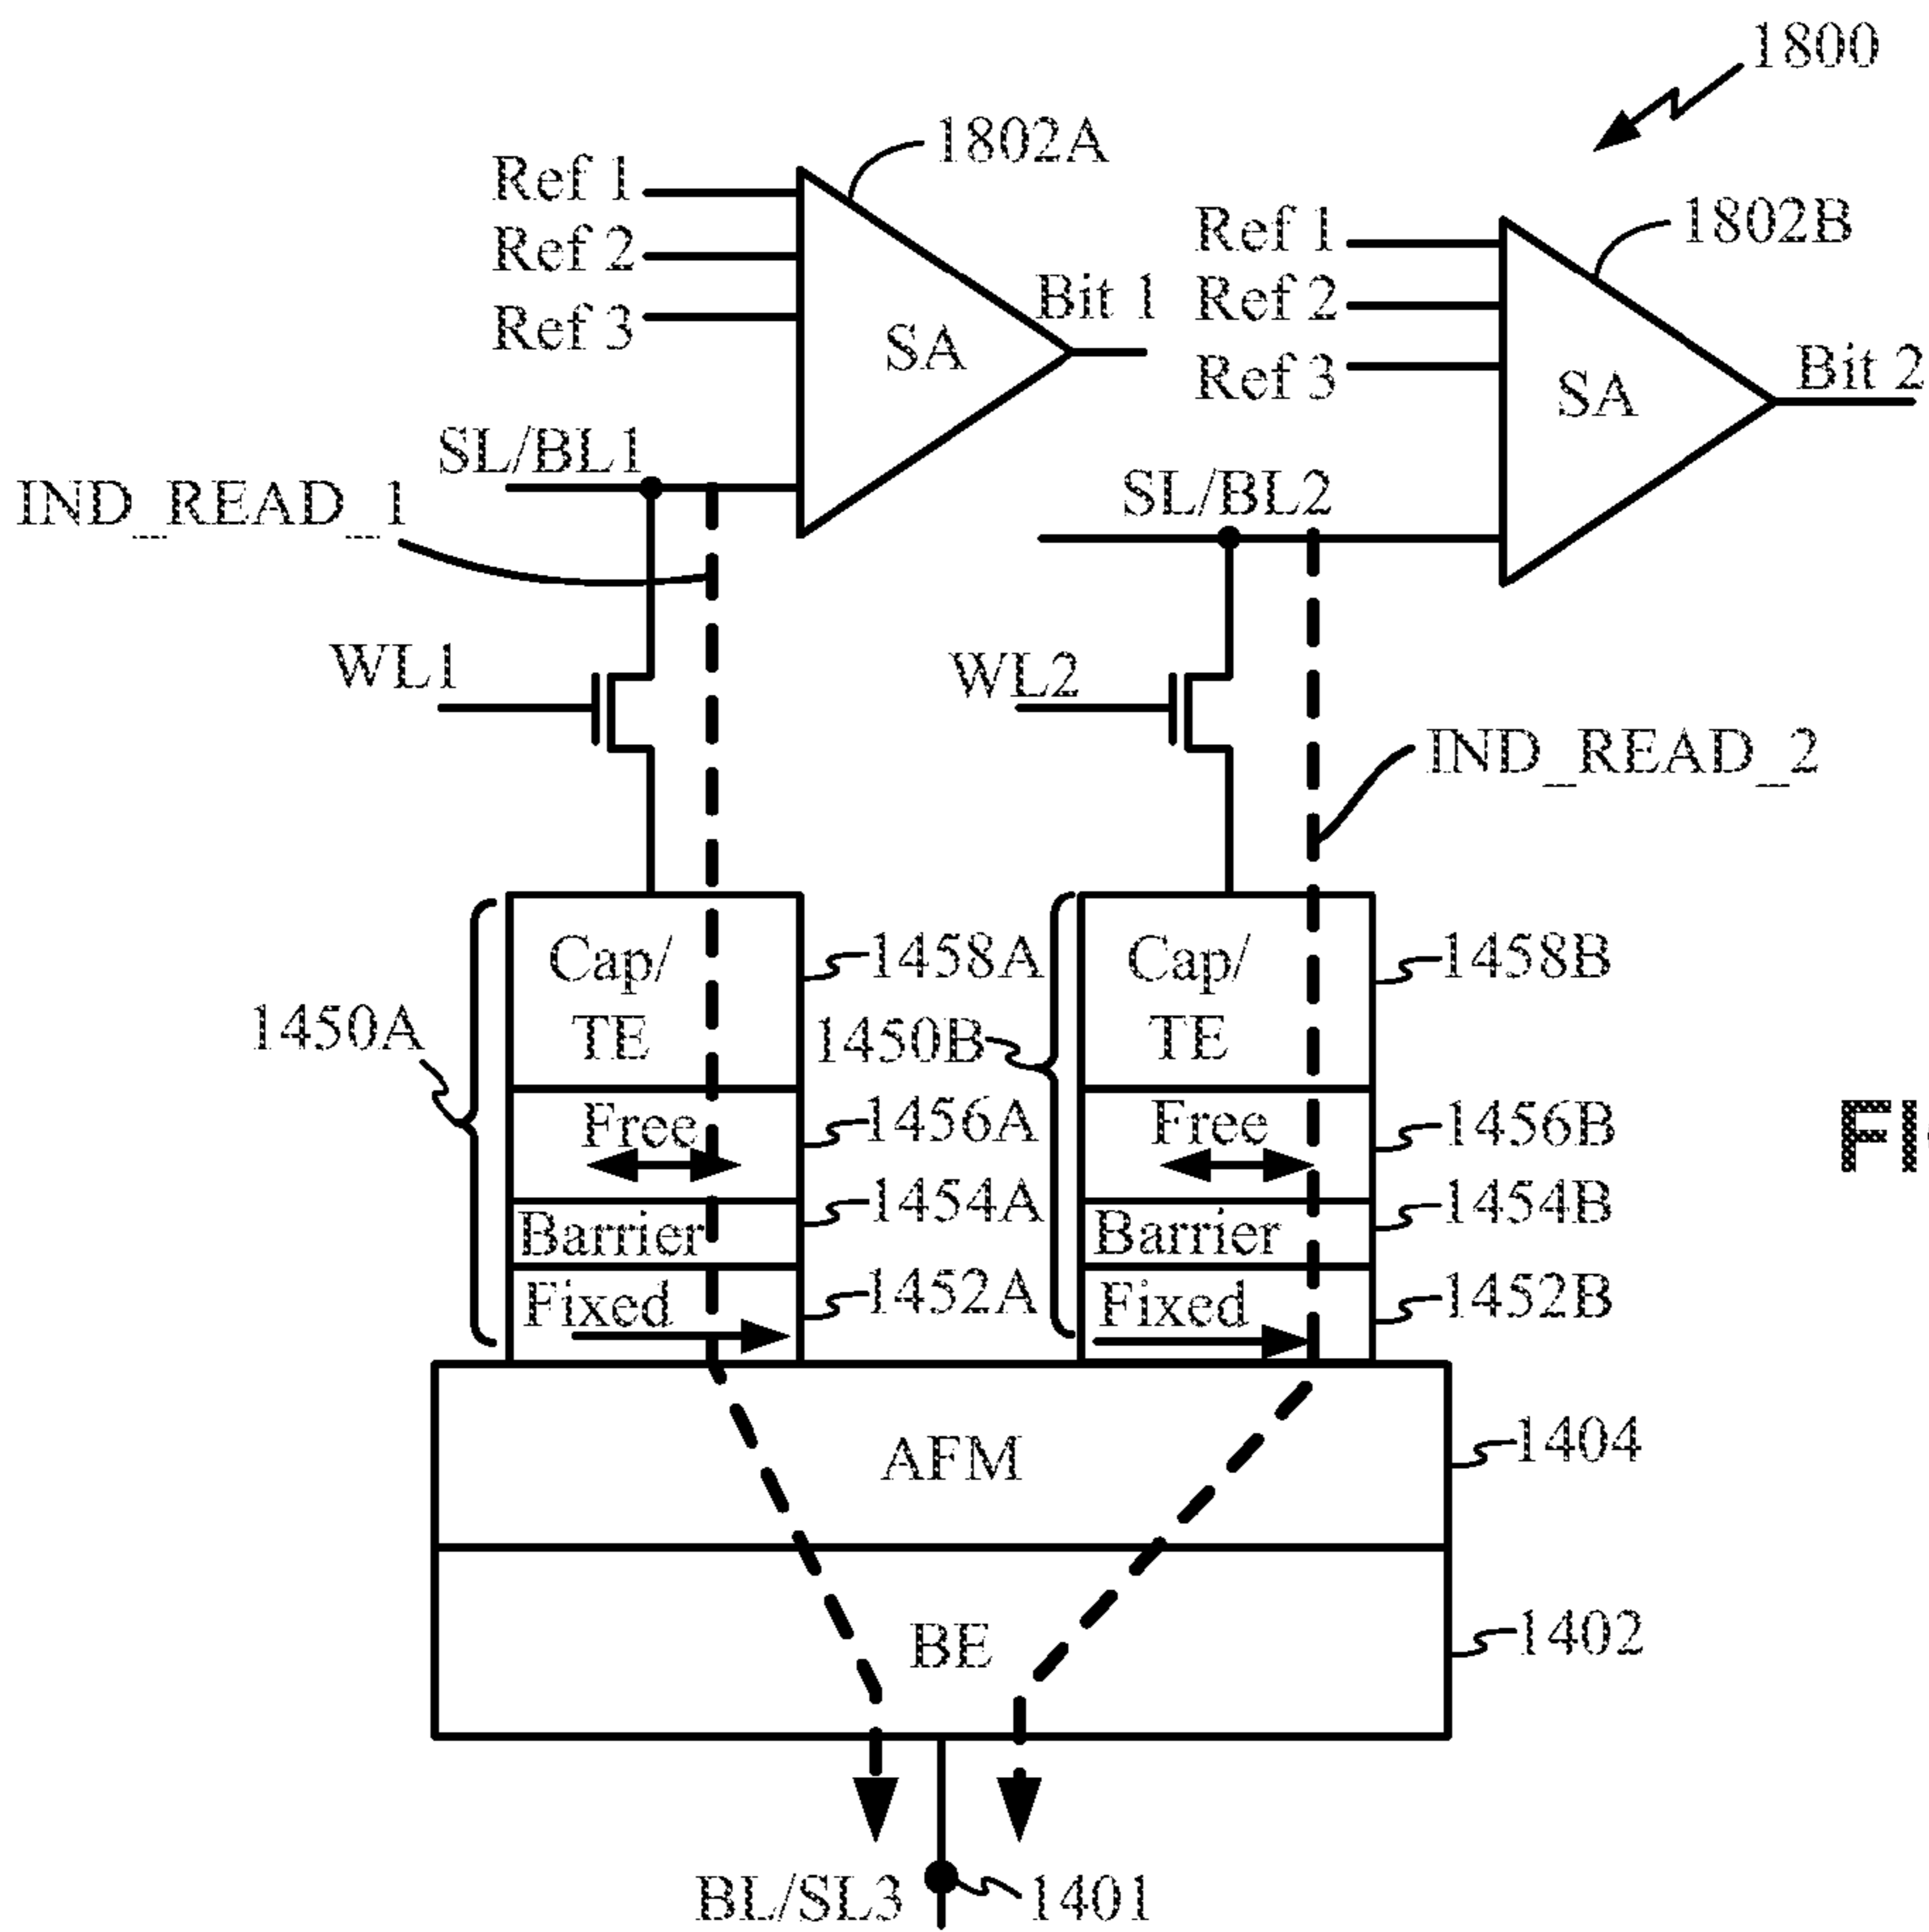 1800
1802A
Ref 1
Ref 2
Ref 3
SA
Bit 1
1802B
Ref 1
Ref 2
Ref 3
SA
Bit 2
SL/BL1
IND_READ_1
SL/BL2
WL1
WL2
IND_READ_2
Cap/
TE
1458A
1450A
Free
1456A
Barrier
1454A
Fixed
1452A
Cap/
TE
1458B
1450B
Free
1456B
Barrier
1454B
Fixed
1452B
AFM
1404
BE
1402
BL/SL3
1401